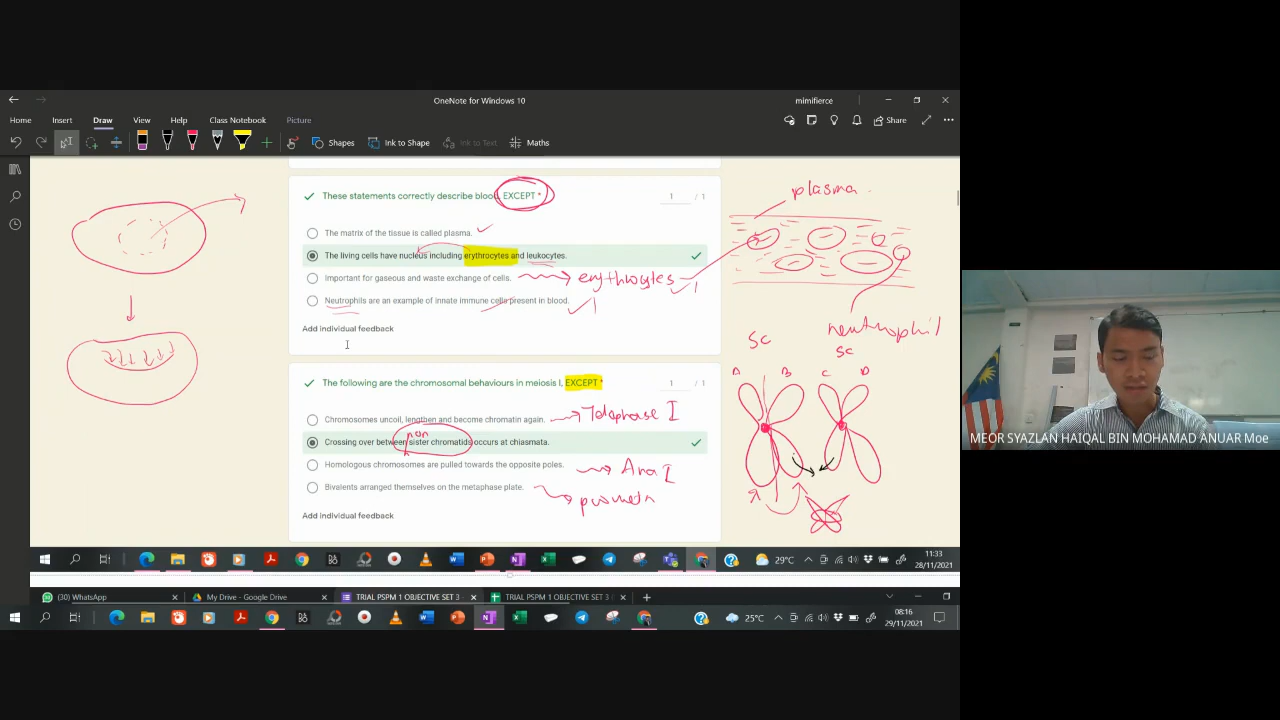 OneNote for Windows 10
mimifierce
Home Insert Draw View Help Class Notebook Picture
Share
Shapes Ink to Shape Ink to Text Maths
These statements correctly describe blood, EXCEPT *
1 / 1
The matrix of the tissue is called plasma.
The living cells have nucleus including erythrocytes and leukocytes.
Important for gaseous and waste exchange of cells.
erythrocytes
Neutrophils are an example of innate immune cells present in blood.
Add individual feedback
plasma
neutrophil
The following are the chromosomal behaviours in meiosis I, EXCEPT *
1 / 1
Chromosomes uncoil, lengthen and become chromatin again.
Telophase I
non
Crossing over between sister chromatids occurs at chiasmata.
Homologous chromosomes are pulled towards the opposite poles.
Ana I
Bivalents arranged themselves on the metaphase plate.
Add individual feedback
SC
SC
A B C D
MEOR SYAZLAN HAIQAL BIN MOHAMAD ANUAR Moe
29°C
11:33
28/11/2021
(30) WhatsApp
My Drive - Google Drive
TRIAL PSPM 1 OBJECTIVE SET 3 -
TRIAL PSPM 1 OBJECTIVE SET 3
25°C
08:16
29/11/2021